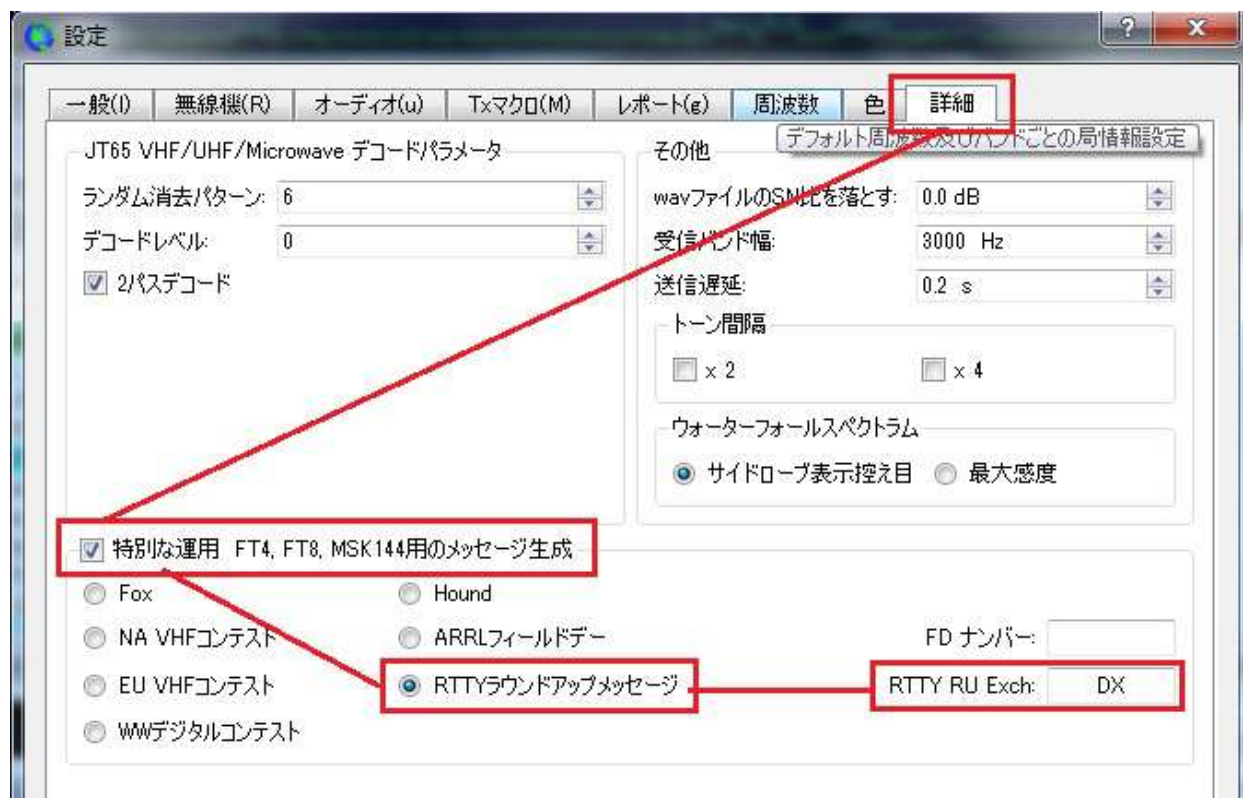 設定
一般(I) 無線機(R) オーディオ(u) Txマクロ(M) レポート(g) 周波数 色 詳細
デフォルト周波数及びバンドごとの局情報設定
JT65 VHF/UHF/Microwave デコードパラメータ
ランダム消去パターン: 6
デコードレベル: 0
2パスデコード
その他
wavファイルのSN比を落とす: 0.0 dB
受信バンド幅: 3000 Hz
送信遅延: 0.2 s
トーン間隔
x 2 x 4
ウォーターフォールスペクトラム
サイドローブ表示控え目 最大感度
特別な運用 FT4, FT8, MSK144用のメッセージ生成
Fox Hound
NA VHFコンテスト ARRLフィールドデー FD ナンバー:
EU VHFコンテスト RTTYラウンドアップメッセージ RTTY RU Exch: DX
WWデジタルコンテスト